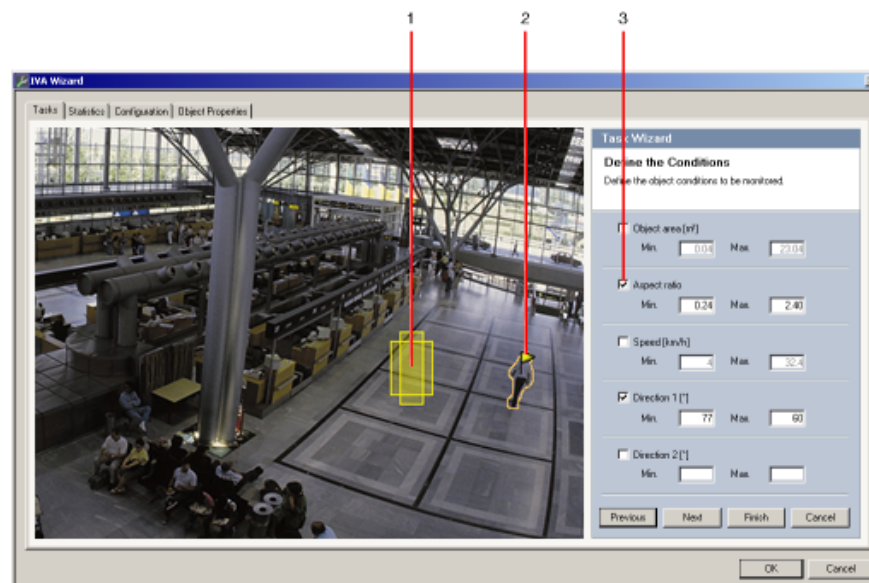 1 2 3
IVA Wizard
Tasks Statistics Configuration Object Properties
Task Wizard
Define the Conditions
Define the object conditions to be monitored.
Object area [m²]
Min. 0.04 Max. 23.04
Aspect ratio
Min. 0.24 Max. 2.40
Speed [km/h]
Min. 4 Max. 32.4
Direction 1 [°]
Min. 77 Max. 60
Direction 2 [°]
Min. Max.
Previous Next Finish Cancel
OK Cancel